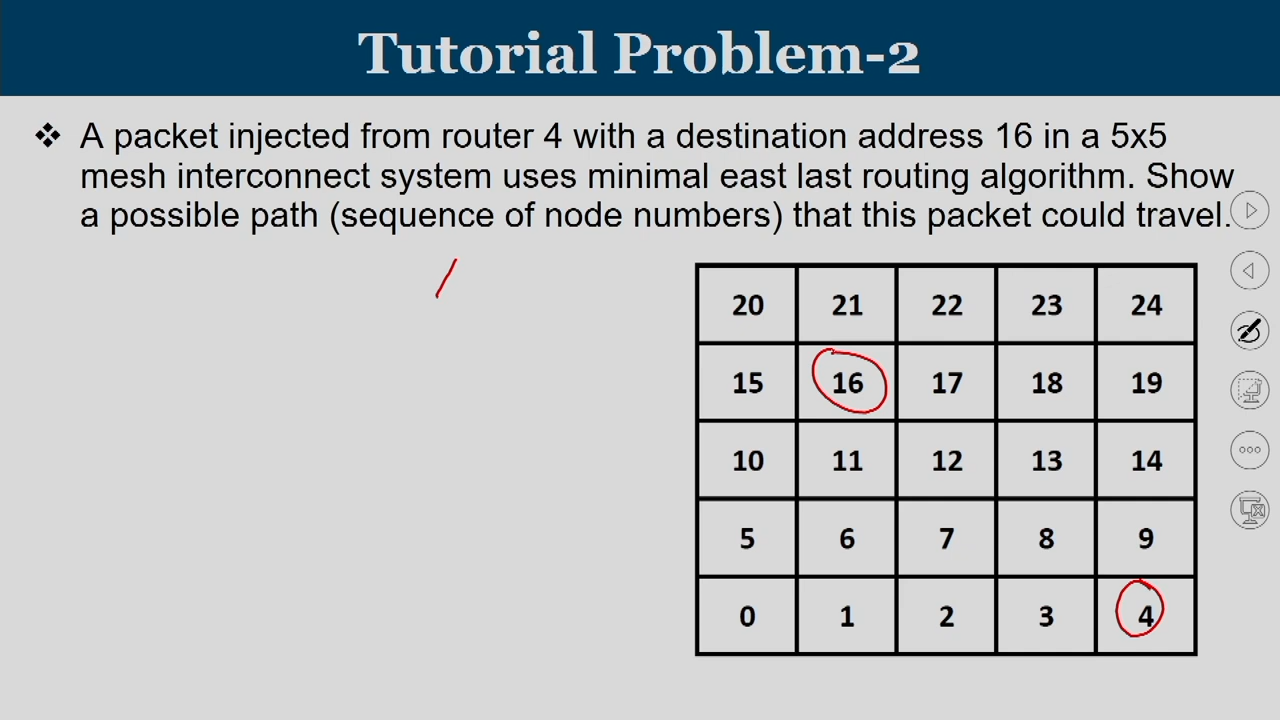 Tutorial Problem-2
❖ A packet injected from router 4 with a destination address 16 in a 5x5
mesh interconnect system uses minimal east last routing algorithm. Show
a possible path (sequence of node numbers) that this packet could travel.
20 21 22 23 24
15 16 17 18 19
10 11 12 13 14
5 6 7 8 9
0 1 2 3 4